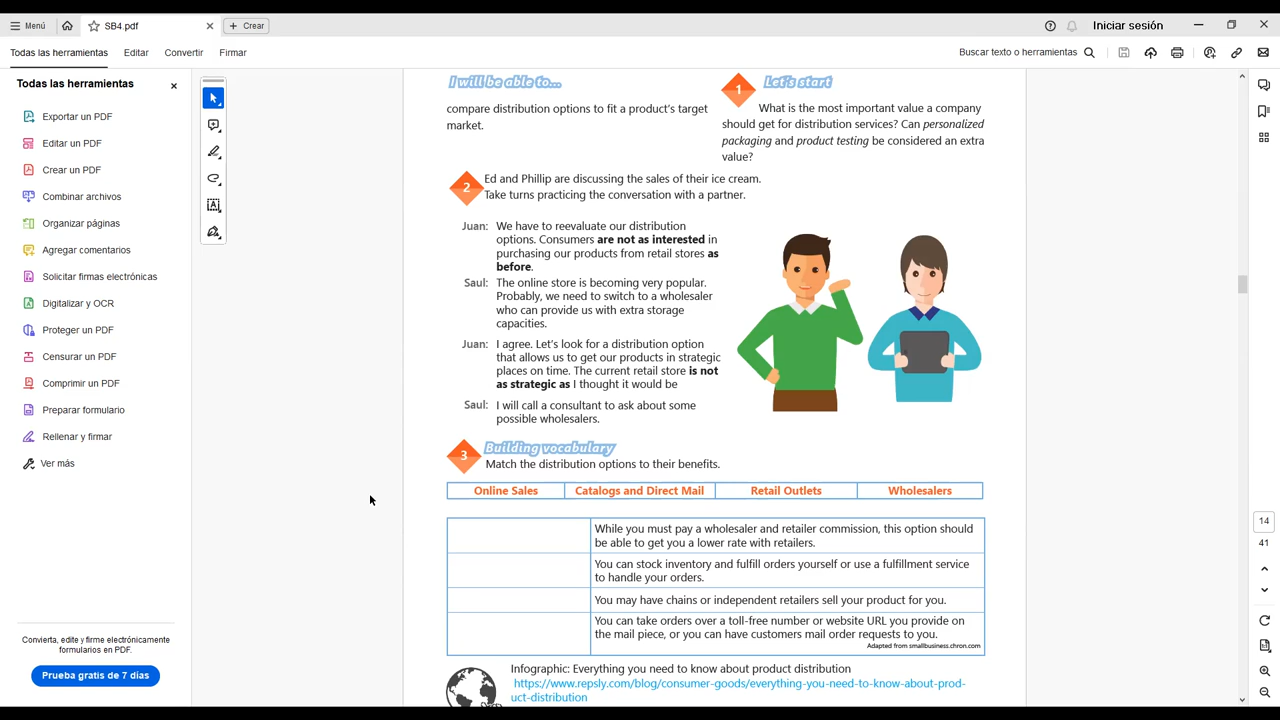 Menú
SB4.pdf
Crear
Iniciar sesión
Todas las herramientas
Editar
Convertir
Firmar
Buscar texto o herramientas
Todas las herramientas
Exportar un PDF
Editar un PDF
Crear un PDF
Combinar archivos
Organizar páginas
Agregar comentarios
Solicitar firmas electrónicas
Digitalizar y OCR
Proteger un PDF
Censurar un PDF
Comprimir un PDF
Preparar formulario
Rellenar y firmar
Ver más
Convierta, edite y firme electrónicamente
formularios en PDF.
Prueba gratis de 7 días
I will be able to...
compare distribution options to fit a product's target
market.
1
Let's start
What is the most important value a company
should get for distribution services? Can personalized
packaging and product testing be considered an extra
value?
2
Ed and Phillip are discussing the sales of their ice cream.
Take turns practicing the conversation with a partner.
Juan: We have to reevaluate our distribution
options. Consumers are not as interested in
purchasing our products from retail stores as
before.
Saul: The online store is becoming very popular.
Probably, we need to switch to a wholesaler
who can provide us with extra storage
capacities.
Juan: I agree. Let's look for a distribution option
that allows us to get our products in strategic
places on time. The current retail store is not
as strategic as I thought it would be
Saul: I will call a consultant to ask about some
possible wholesalers.
3
Building vocabulary
Match the distribution options to their benefits.
Online Sales
Catalogs and Direct Mail
Retail Outlets
Wholesalers
While you must pay a wholesaler and retailer commission, this option should
be able to get you a lower rate with retailers.
You can stock inventory and fulfill orders yourself or use a fulfillment service
to handle your orders.
You may have chains or independent retailers sell your product for you.
You can take orders over a toll-free number or website URL you provide on
the mail piece, or you can have customers mail order requests to you.
Adapted from smallbusiness.chron.com
Infographic: Everything you need to know about product distribution
https://www.repsly.com/blog/consumer-goods/everything-you-need-to-know-about-prod-
uct-distribution
14
41